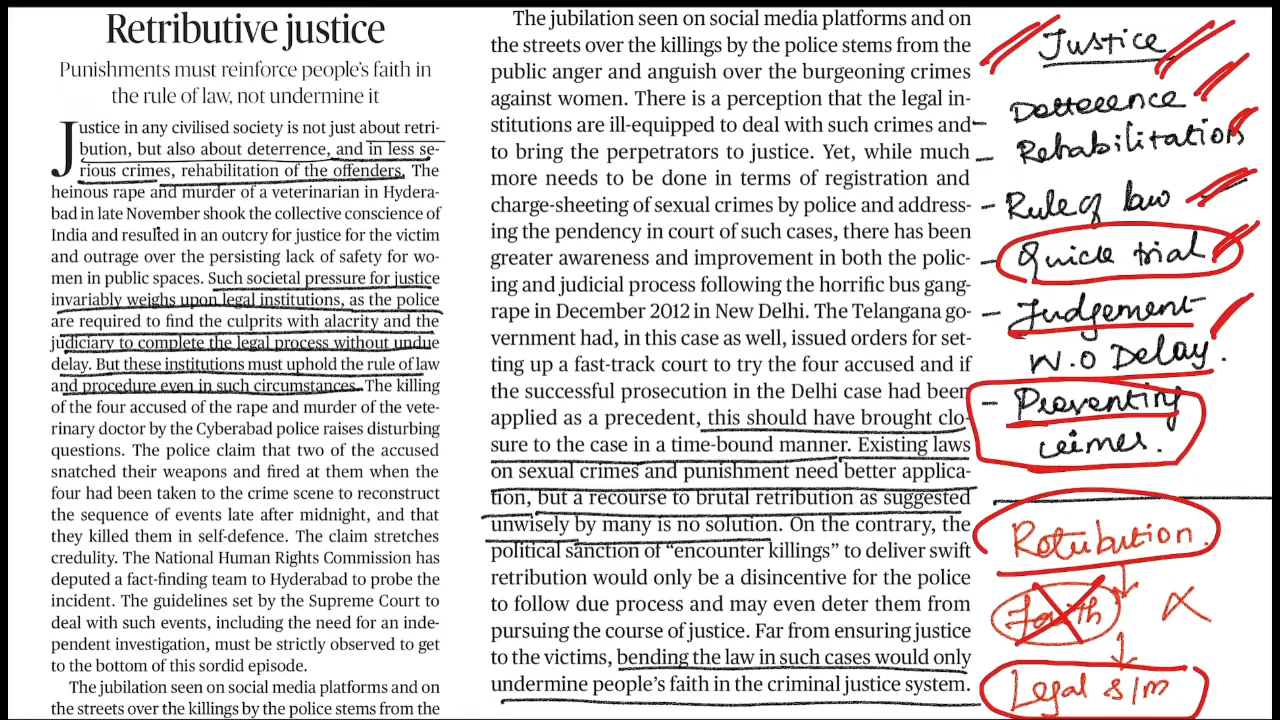 Retributive justice
Punishments must reinforce people's faith in
the rule of law, not undermine it
Justice in any civilised society is not just about retri-
bution, but also about deterrence, and in less se-
rious crimes, rehabilitation of the offenders. The
heinous rape and murder of a veterinarian in Hydera-
bad in late November shook the collective conscience of
India and resulted in an outcry for justice for the victim
and outrage over the persisting lack of safety for wo-
men in public spaces. Such societal pressure for justice
invariably weighs upon legal institutions, as the police
are required to find the culprits with alacrity and the
judiciary to complete the legal process without undue
delay. But these institutions must uphold the rule of law
and procedure even in such circumstances. The killing
of the four accused of the rape and murder of the vete-
rinary doctor by the Cyberabad police raises disturbing
questions. The police claim that two of the accused
snatched their weapons and fired at them when the
four had been taken to the crime scene to reconstruct
the sequence of events late after midnight, and that
they killed them in self-defence. The claim stretches
credulity. The National Human Rights Commission has
deputed a fact-finding team to Hyderabad to probe the
incident. The guidelines set by the Supreme Court to
deal with such events, including the need for an inde-
pendent investigation, must be strictly observed to get
to the bottom of this sordid episode.
The jubilation seen on social media platforms and on
the streets over the killings by the police stems from the
The jubilation seen on social media platforms and on
the streets over the killings by the police stems from the
public anger and anguish over the burgeoning crimes
against women. There is a perception that the legal in-
stitutions are ill-equipped to deal with such crimes and
to bring the perpetrators to justice. Yet, while much
more needs to be done in terms of registration and
charge-sheeting of sexual crimes by police and address-
ing the pendency in court of such cases, there has been
greater awareness and improvement in both the polic-
ing and judicial process following the horrific bus gang-
rape in December 2012 in New Delhi. The Telangana go-
vernment had, in this case as well, issued orders for set-
ting up a fast-track court to try the four accused and if
the successful prosecution in the Delhi case had been
applied as a precedent, this should have brought clo-
sure to the case in a time-bound manner. Existing laws
on sexual crimes and punishment need better applica-
tion, but a recourse to brutal retribution as suggested
unwisely by many is no solution. On the contrary, the
political sanction of "encounter killings" to deliver swift
retribution would only be a disincentive for the police
to follow due process and may even deter them from
pursuing the course of justice. Far from ensuring justice
to the victims, bending the law in such cases would only
undermine people's faith in the criminal justice system.
Justice
- Detterence
- Rehabilitation
- Rule of law
- Quick trial
- Judgement
W.O Delay.
- Preventing
crimes.
Retribution.
Faith
Legal s/m